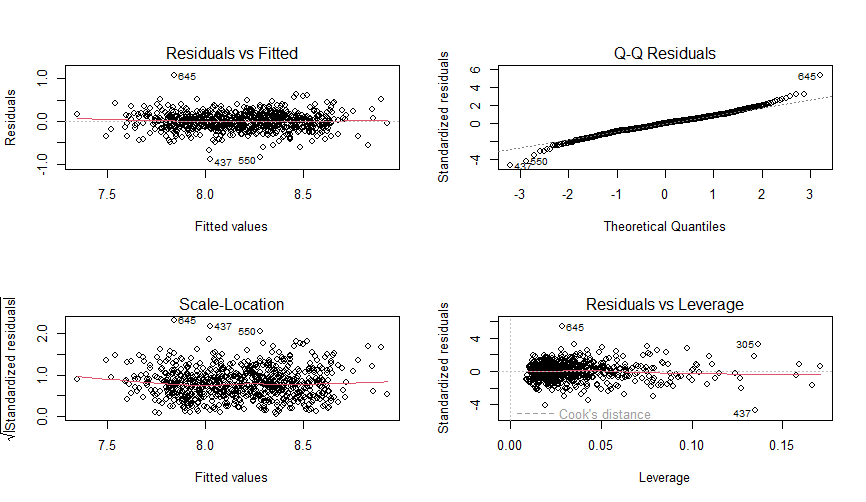 Residuals vs Fitted
Residuals
-1.0 0.0 1.0
645
437
550
7.5 8.0 8.5
Fitted values
Q-Q Residuals
Standardized residuals
-4 0 2 4 6
645
437
550
-3 -2 -1 0 1 2 3
Theoretical Quantiles
Scale-Location
√|Standardized residuals|
0.0 1.0 2.0
645
437
550
7.5 8.0 8.5
Fitted values
Residuals vs Leverage
Standardized residuals
-4 0 4
645
305
437
Cook's distance
0.00 0.05 0.10 0.15
Leverage